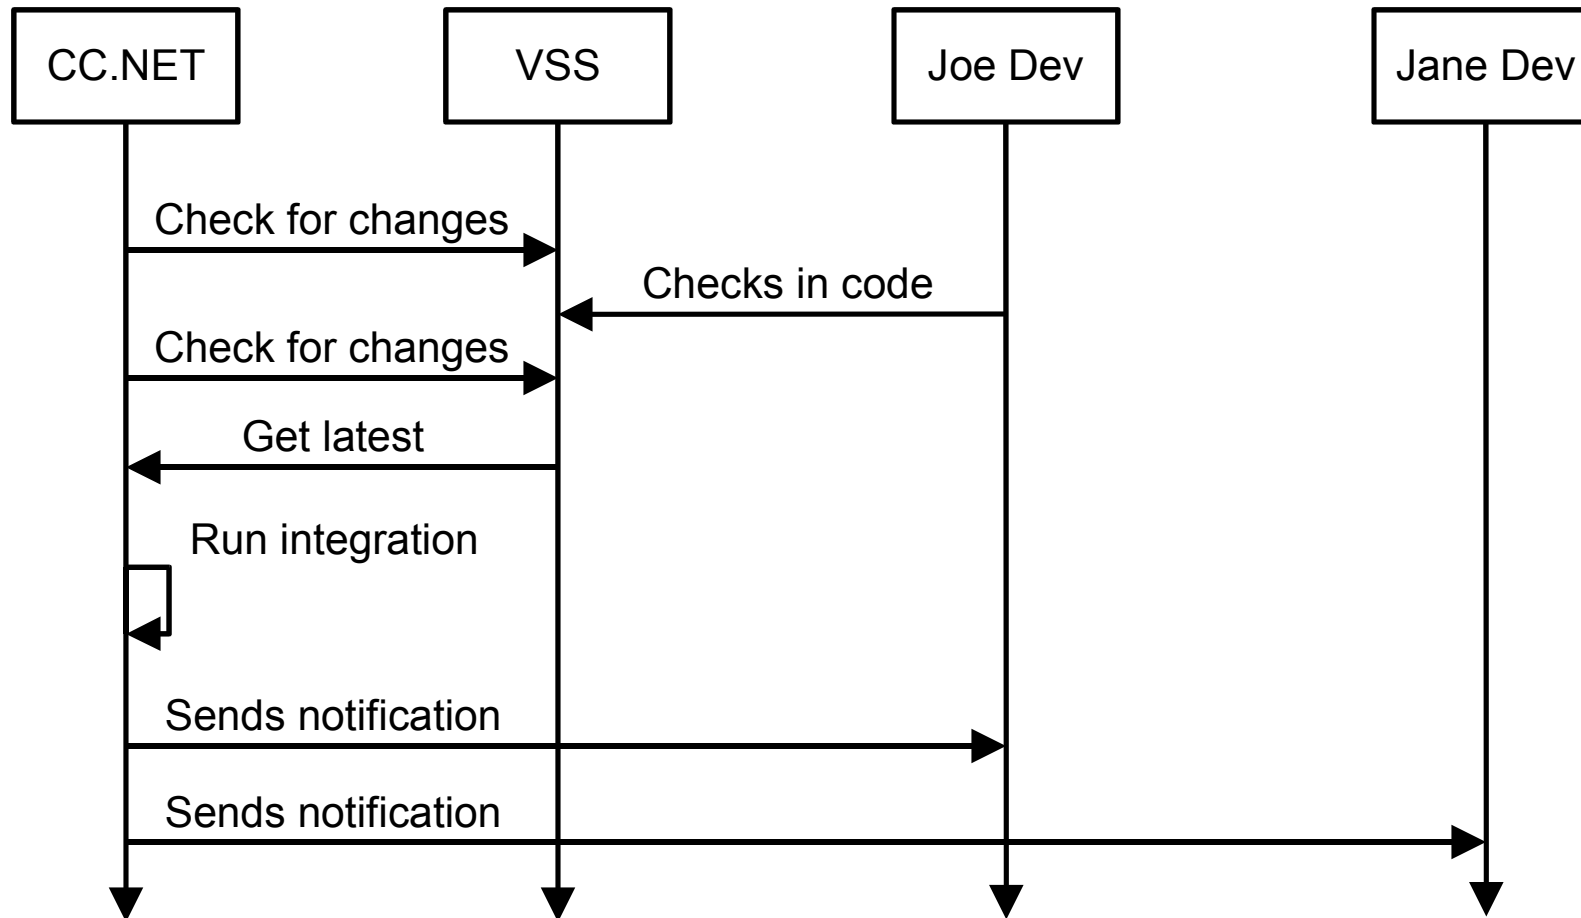 CC.NET
VSS
Joe Dev
Jane Dev
Check for changes
Checks in code
Check for changes
Get latest
Run integration
Sends notification
Sends notification